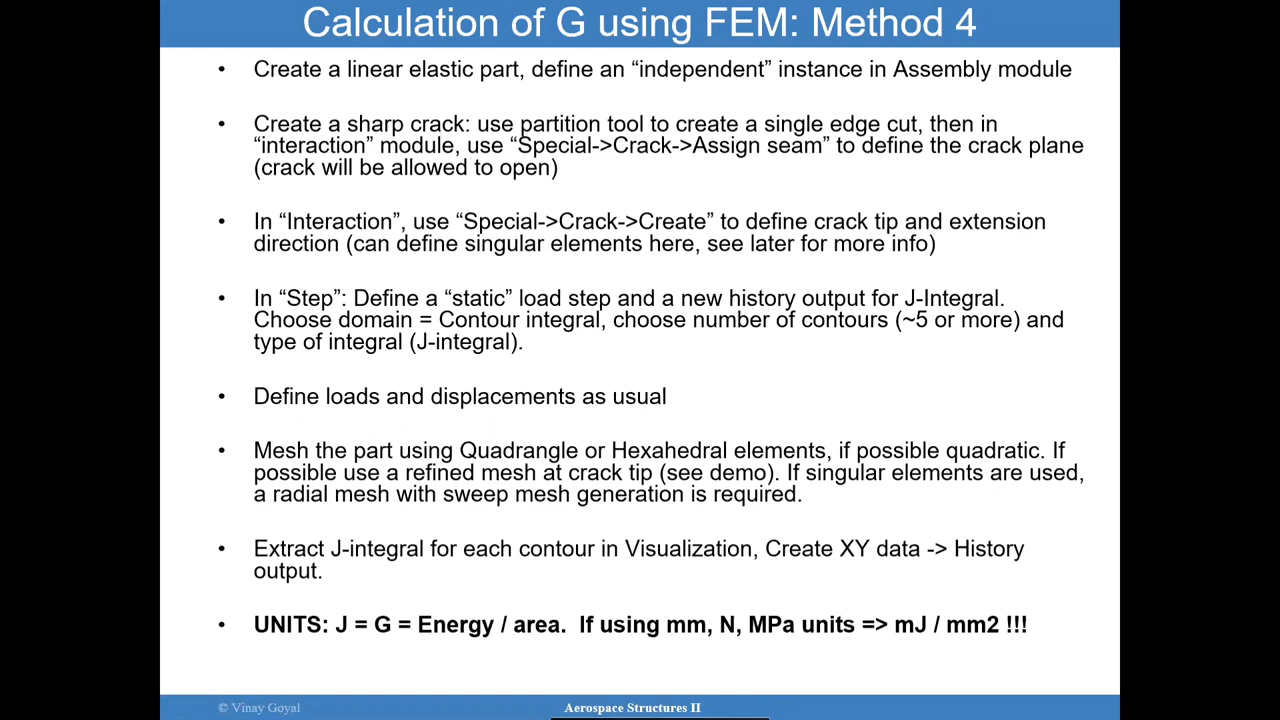 Calculation of G using FEM: Method 4
• Create a linear elastic part, define an “independent” instance in Assembly module
• Create a sharp crack: use partition tool to create a single edge cut, then in
“interaction” module, use “Special->Crack->Assign seam” to define the crack plane
(crack will be allowed to open)
• In “Interaction”, use “Special->Crack->Create” to define crack tip and extension
direction (can define singular elements here, see later for more info)
• In “Step”: Define a “static” load step and a new history output for J-Integral.
Choose domain = Contour integral, choose number of contours (~5 or more) and
type of integral (J-integral).
• Define loads and displacements as usual
• Mesh the part using Quadrangle or Hexahedral elements, if possible quadratic. If
possible use a refined mesh at crack tip (see demo). If singular elements are used,
a radial mesh with sweep mesh generation is required.
• Extract J-integral for each contour in Visualization, Create XY data -> History
output.
• UNITS: J = G = Energy / area.  If using mm, N, MPa units => mJ / mm2 !!!
© Vinay Goyal
Aerospace Structures II